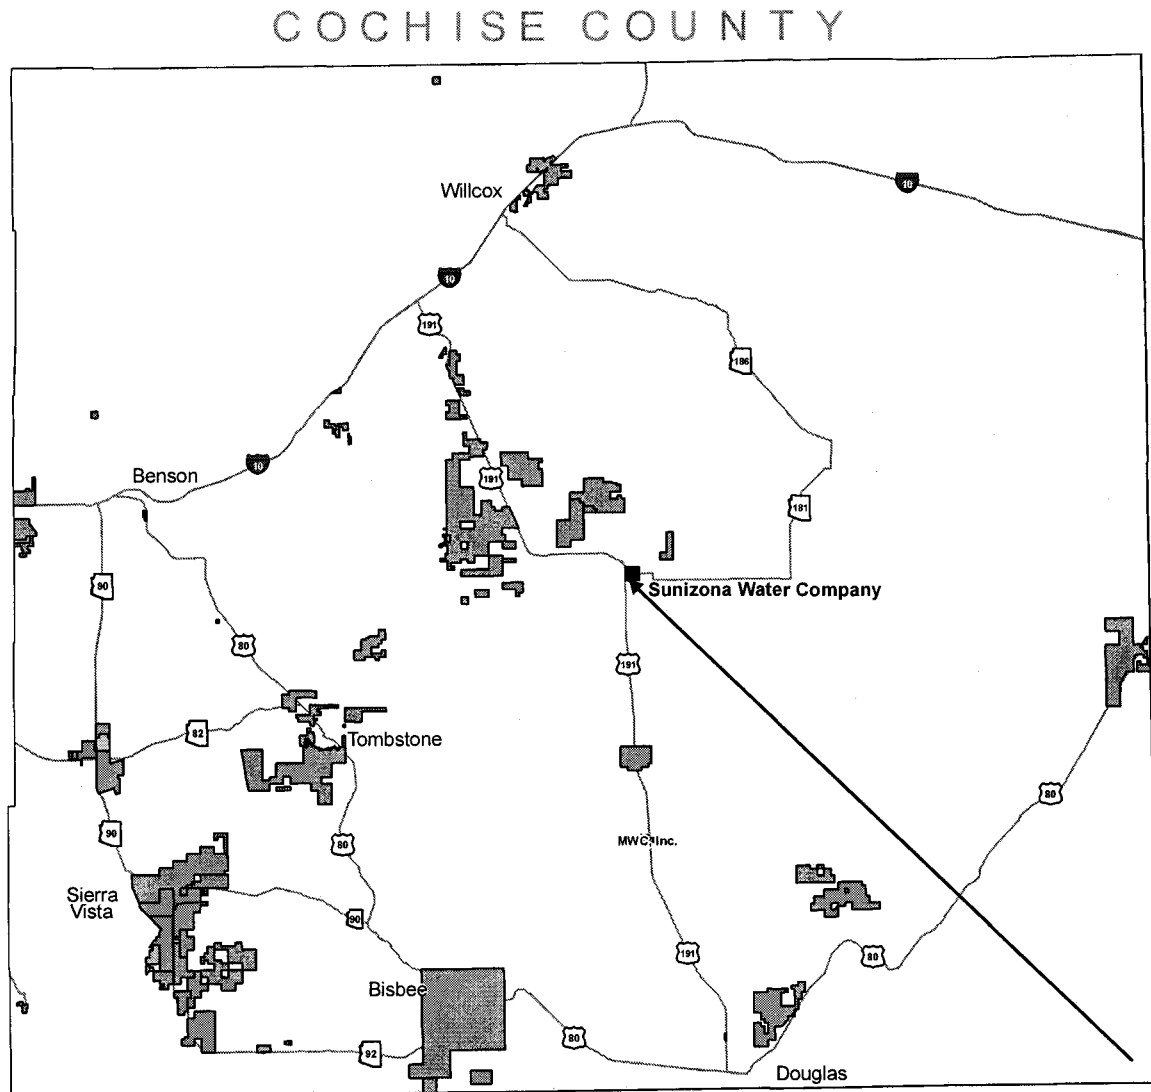 COCHISE COUNTY
Willcox
10
10
191
186
Benson
10
191
181
90
Sunizona Water Company
80
191
82
Tombstone
80
90
80
MWC, Inc.
Sierra
Vista
90
191
80
Bisbee
80
92
Douglas